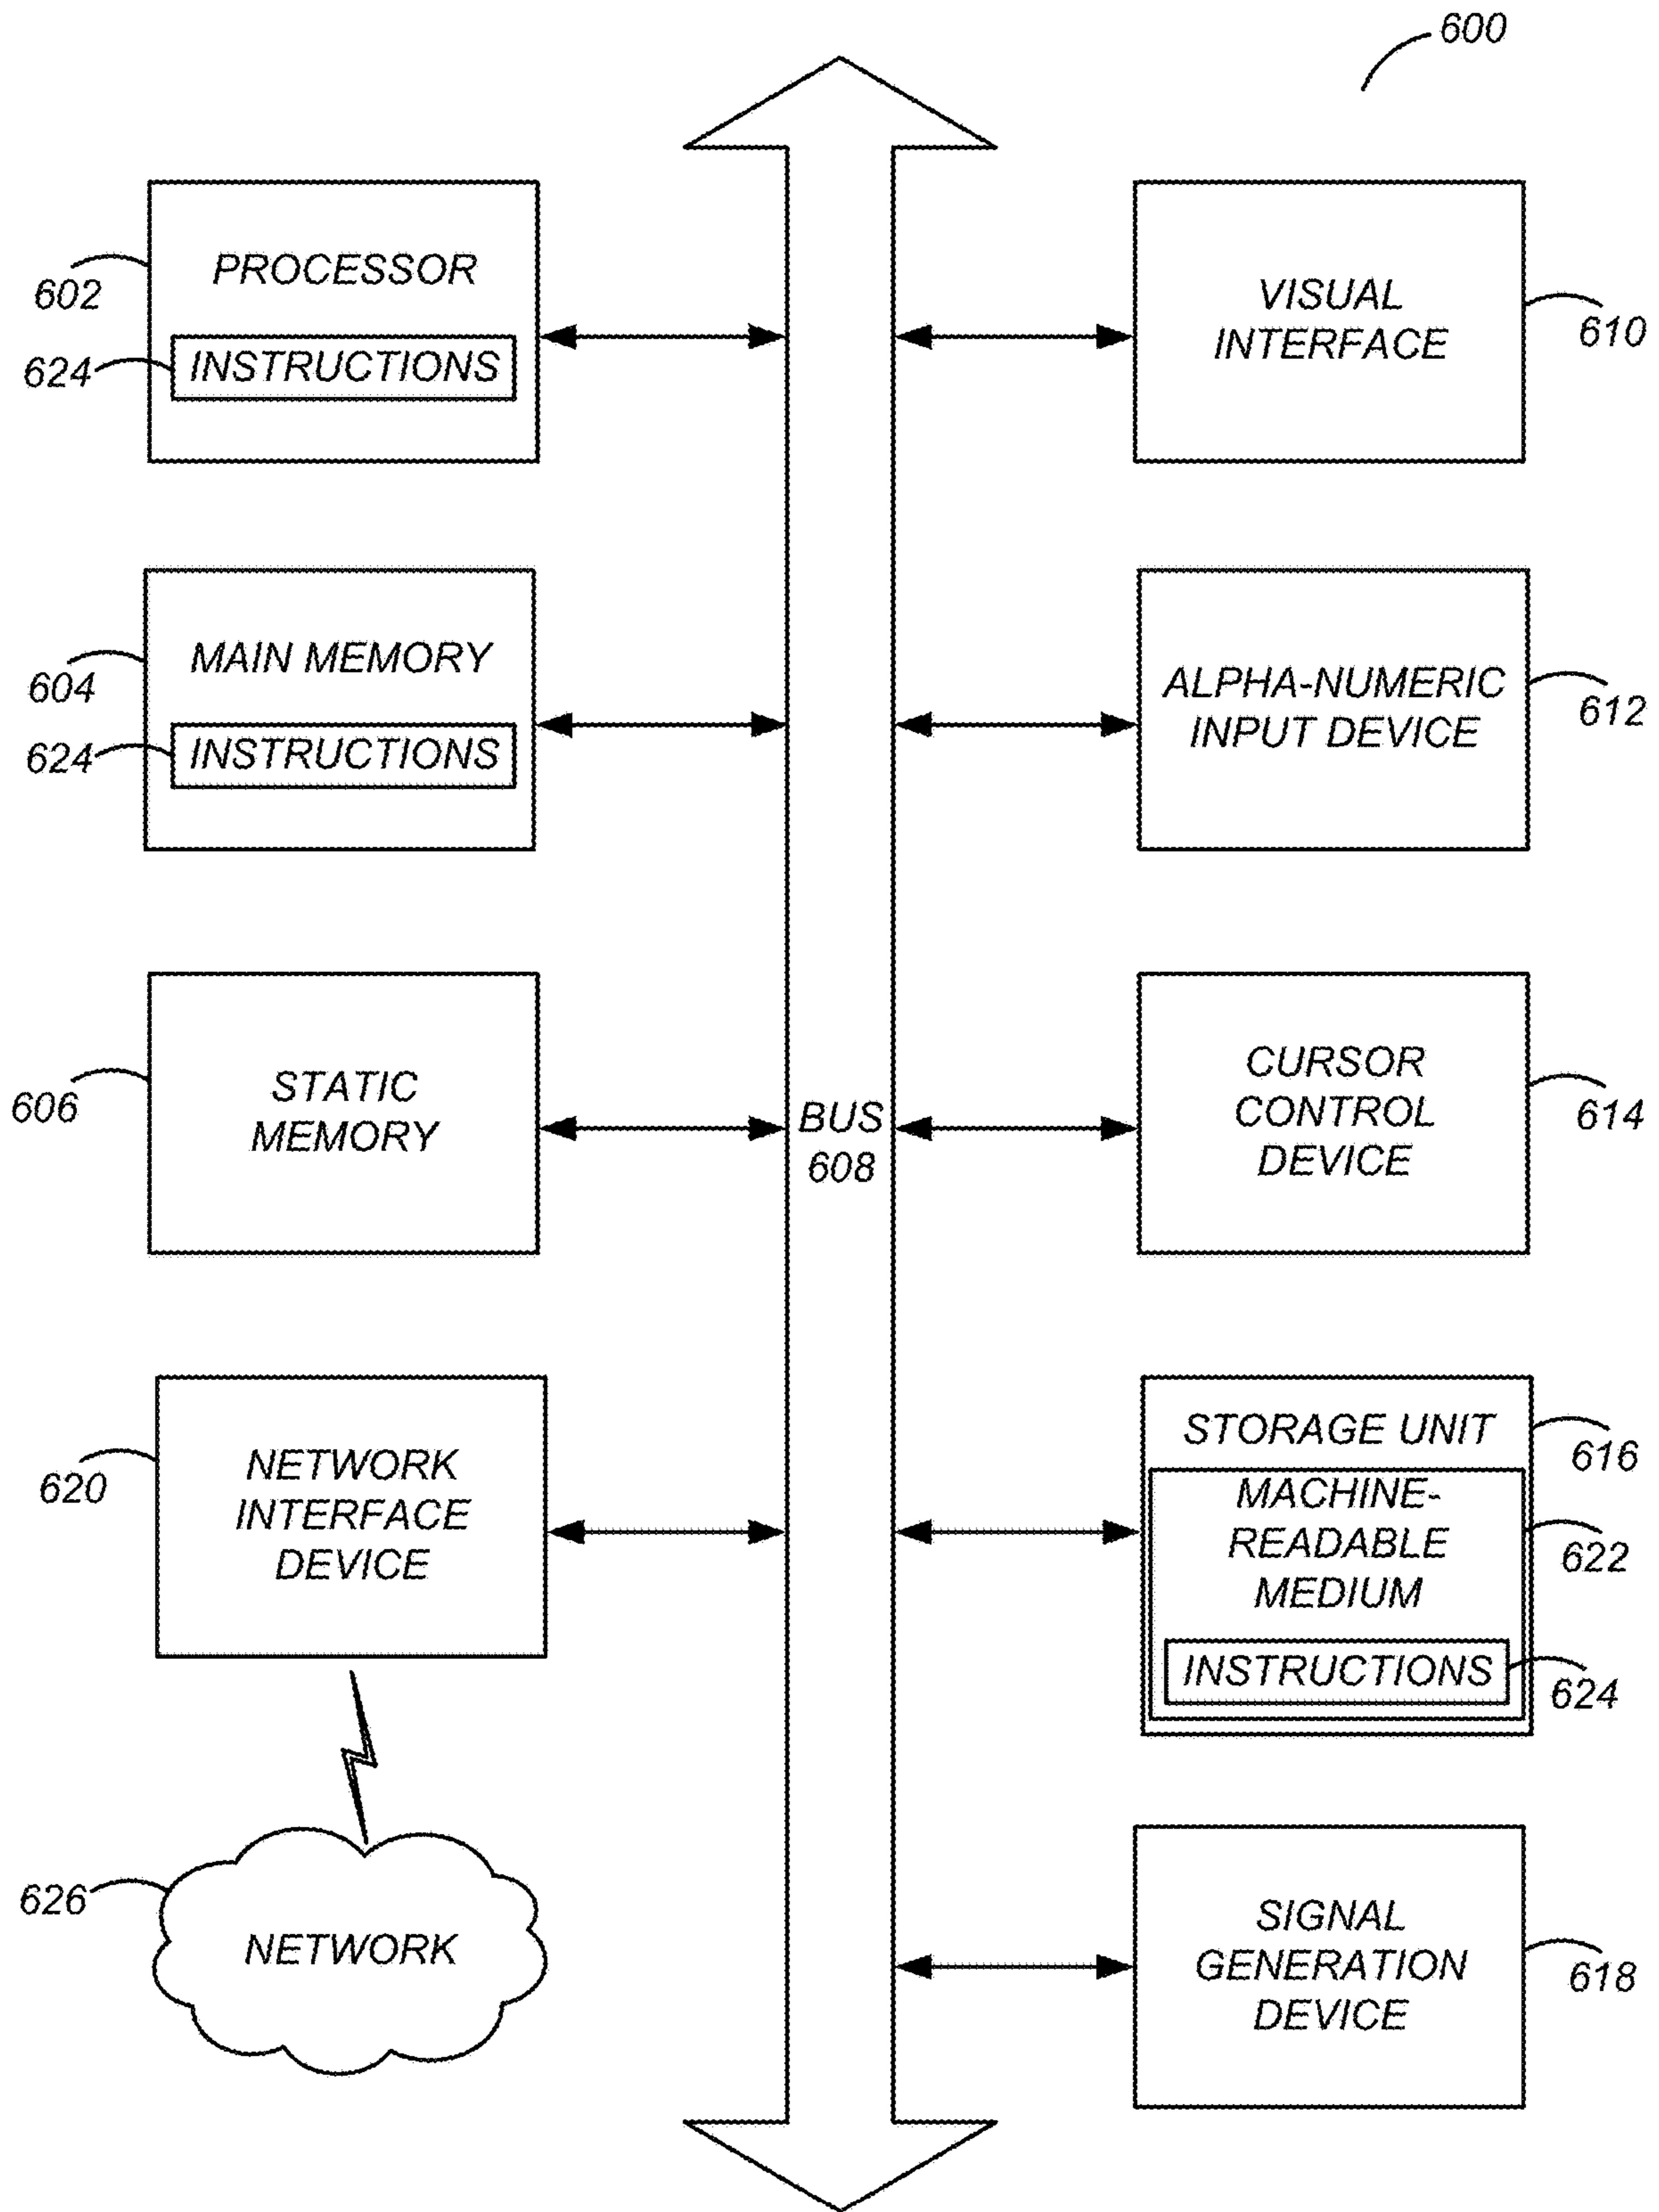 600
PROCESSOR
602
624
INSTRUCTIONS
VISUAL
INTERFACE
610
MAIN MEMORY
604
624
INSTRUCTIONS
ALPHA-NUMERIC
INPUT DEVICE
612
STATIC
MEMORY
606
BUS
608
CURSOR
CONTROL
DEVICE
614
NETWORK
INTERFACE
DEVICE
620
STORAGE UNIT
616
MACHINE-
READABLE
MEDIUM
622
INSTRUCTIONS
624
626
NETWORK
SIGNAL
GENERATION
DEVICE
618